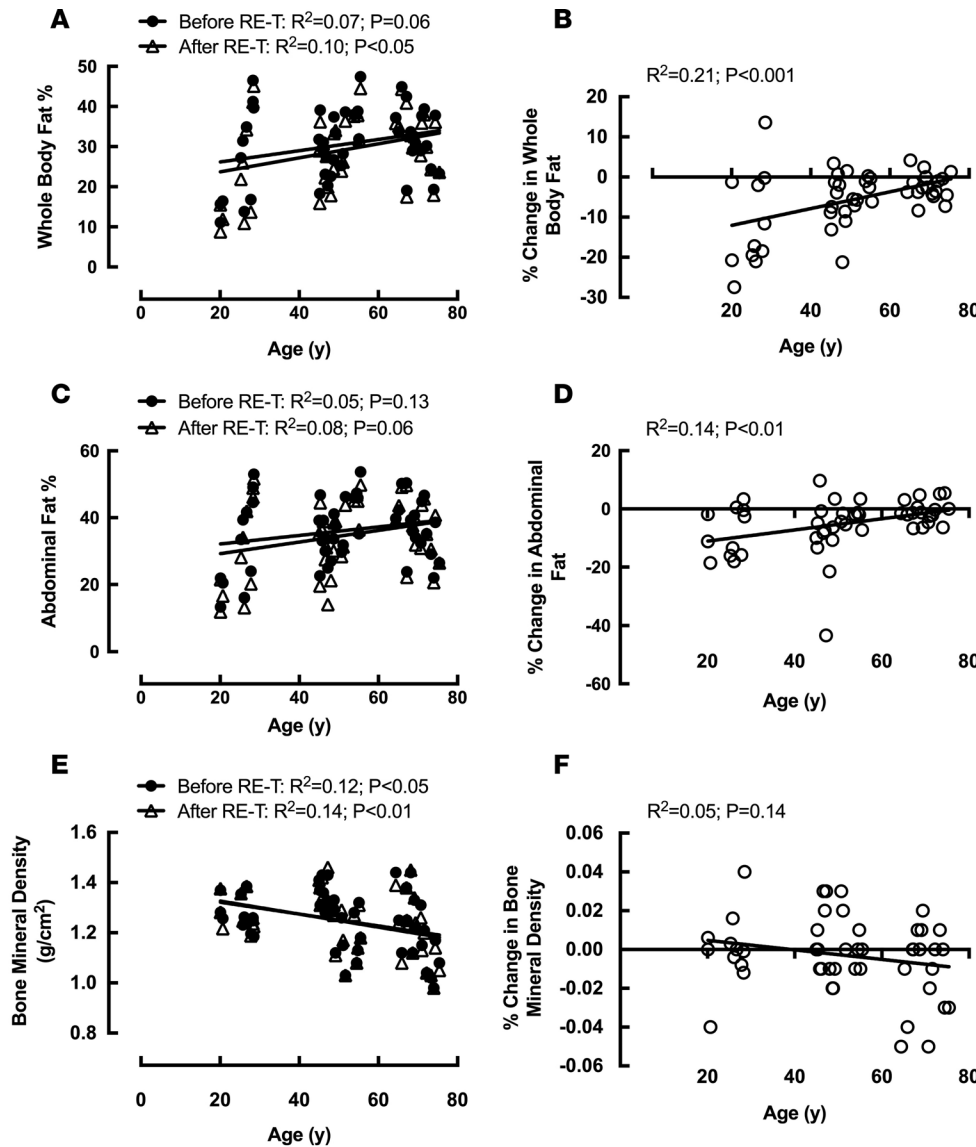 A
Before RE-T: R²=0.07; P=0.06
After RE-T: R²=0.10; P<0.05
Whole Body Fat %
50
40
30
20
10
0
0 20 40 60 80
Age (y)
B
R²=0.21; P<0.001
% Change in Whole
Body Fat
20
10
0
-10
-20
-30
20 40 60 80
Age (y)
C
Before RE-T: R²=0.05; P=0.13
After RE-T: R²=0.08; P=0.06
Abdominal Fat %
60
40
20
0
0 20 40 60 80
Age (y)
D
R²=0.14; P<0.01
% Change in Abdominal
Fat
20
0
-20
-40
-60
20 40 60 80
Age (y)
E
Before RE-T: R²=0.12; P<0.05
After RE-T: R²=0.14; P<0.01
Bone Mineral Density
(g/cm²)
1.6
1.4
1.2
1.0
0.8
0 20 40 60 80
Age (y)
F
R²=0.05; P=0.14
% Change in Bone
Mineral Density
0.06
0.04
0.02
0.00
-0.02
-0.04
-0.06
20 40 60 80
Age (y)